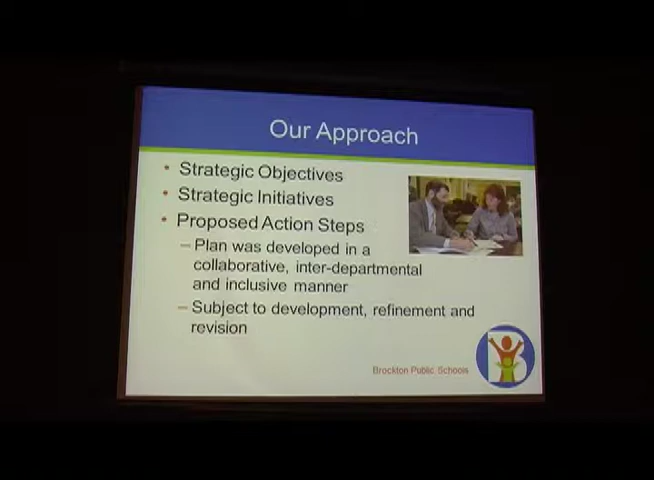 Our Approach
• Strategic Objectives
• Strategic Initiatives
• Proposed Action Steps
– Plan was developed in a
collaborative, inter-departmental
and inclusive manner
– Subject to development, refinement and
revision
Brockton Public Schools
B